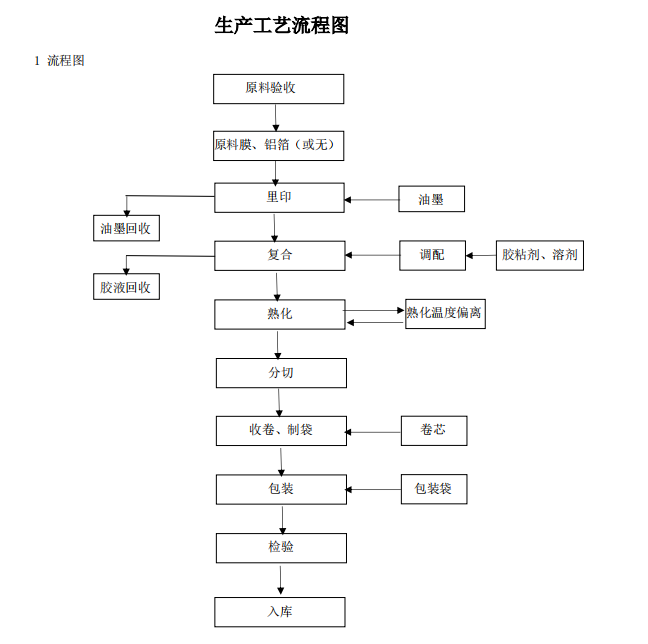 生产工艺流程图
1 流程图
原料验收
原料膜、铝箔（或无）
里印
油墨
油墨回收
复合
调配
胶粘剂、溶剂
胶液回收
熟化
熟化温度偏离
分切
收卷、制袋
卷芯
包装
包装袋
检验
入库